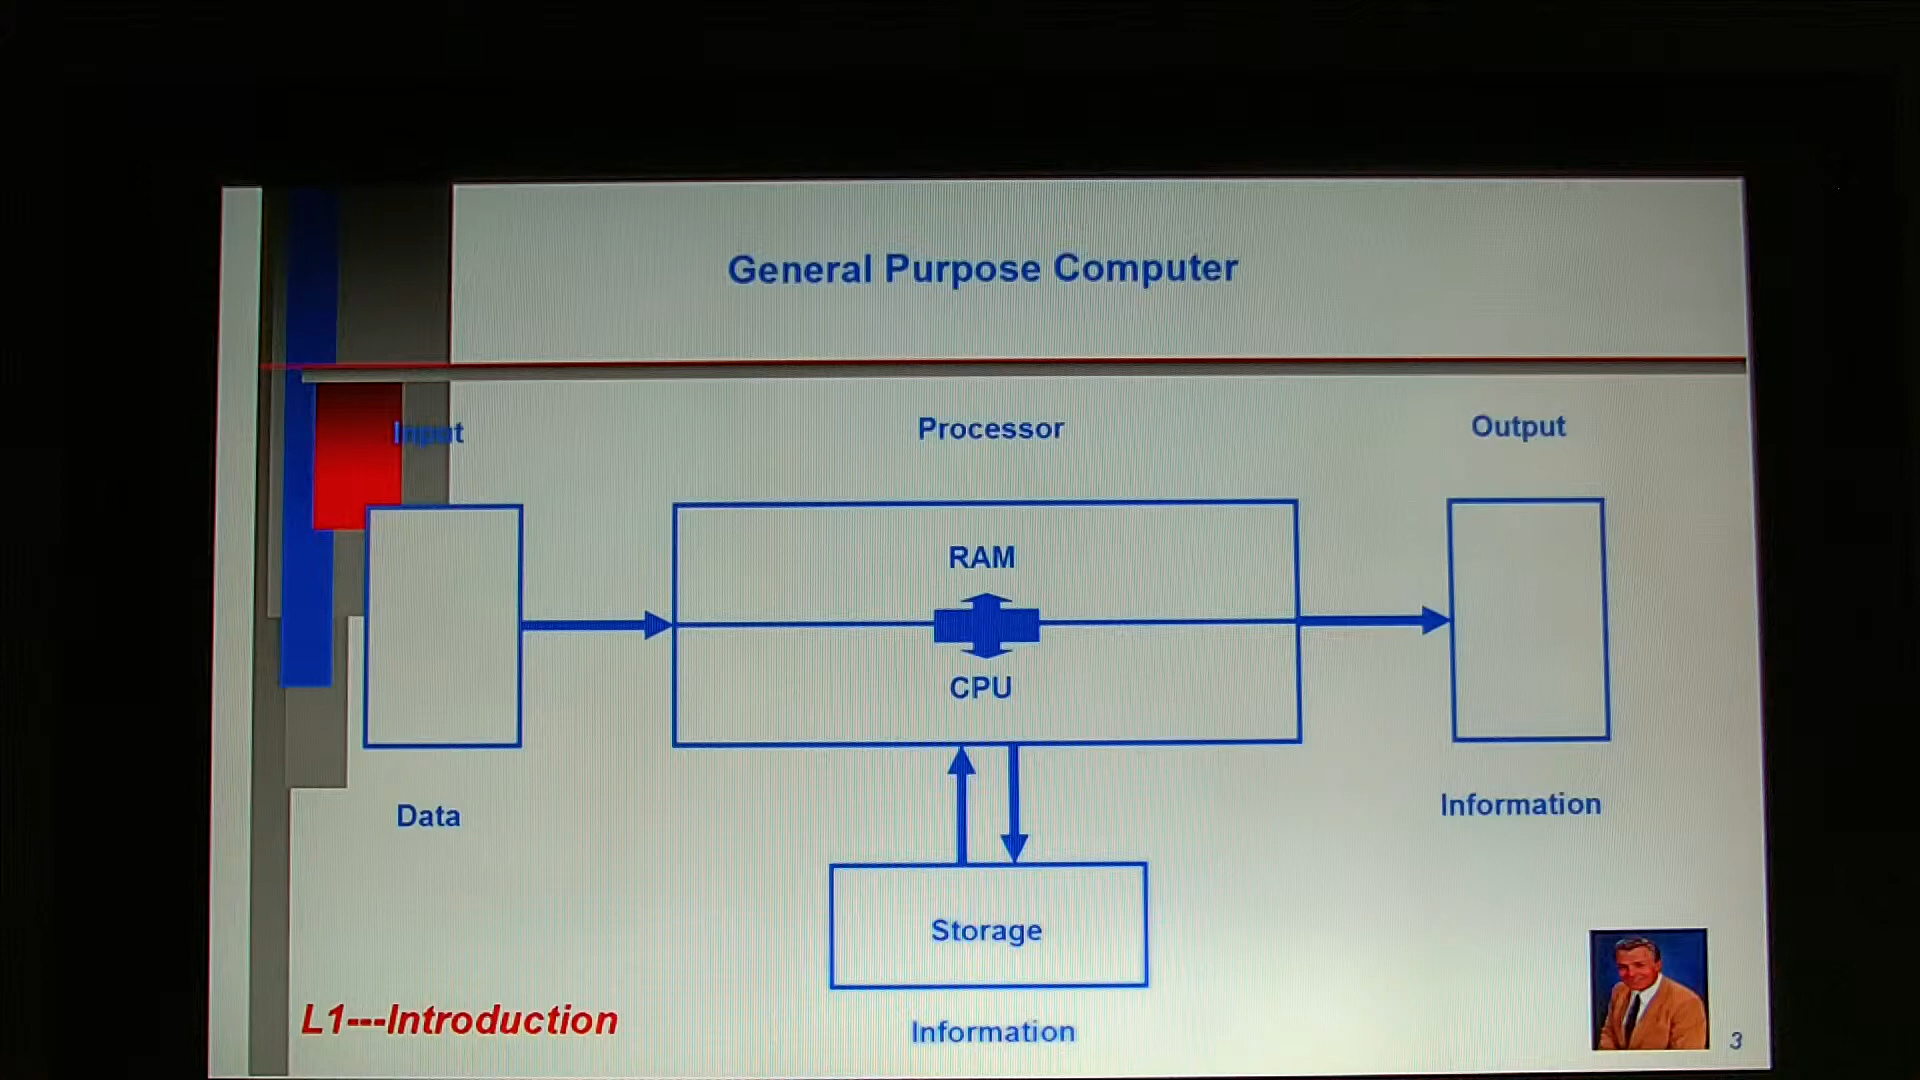 General Purpose Computer
Input
Processor
Output
RAM
CPU
Data
Information
Storage
Information
L1---Introduction
3